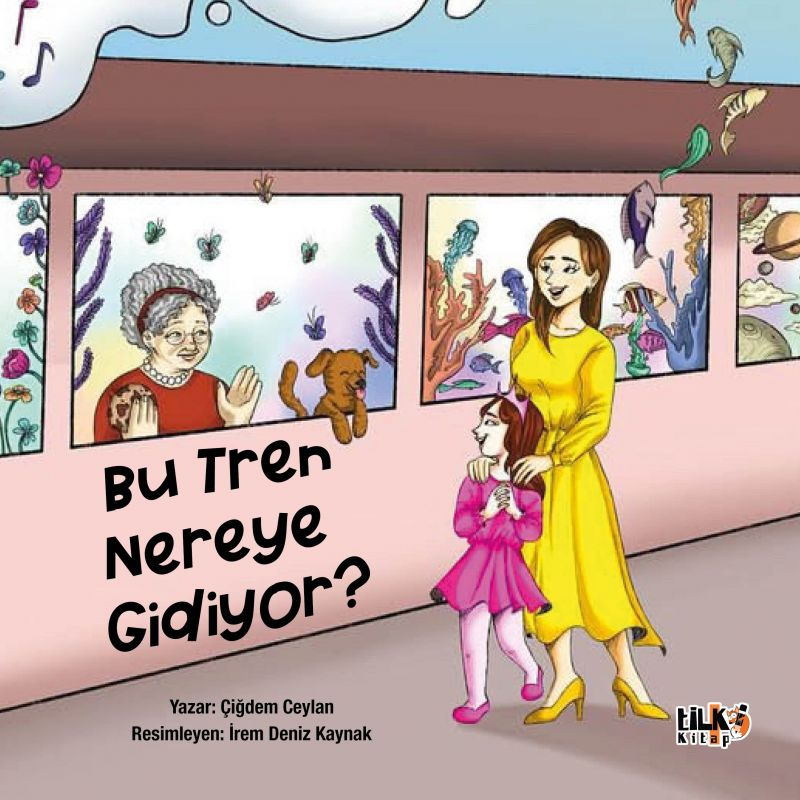 Bu Tren
Nereye
Gidiyor?
Yazar: Çiğdem Ceylan
Resimleyen: İrem Deniz Kaynak
tiLKi
Kitap